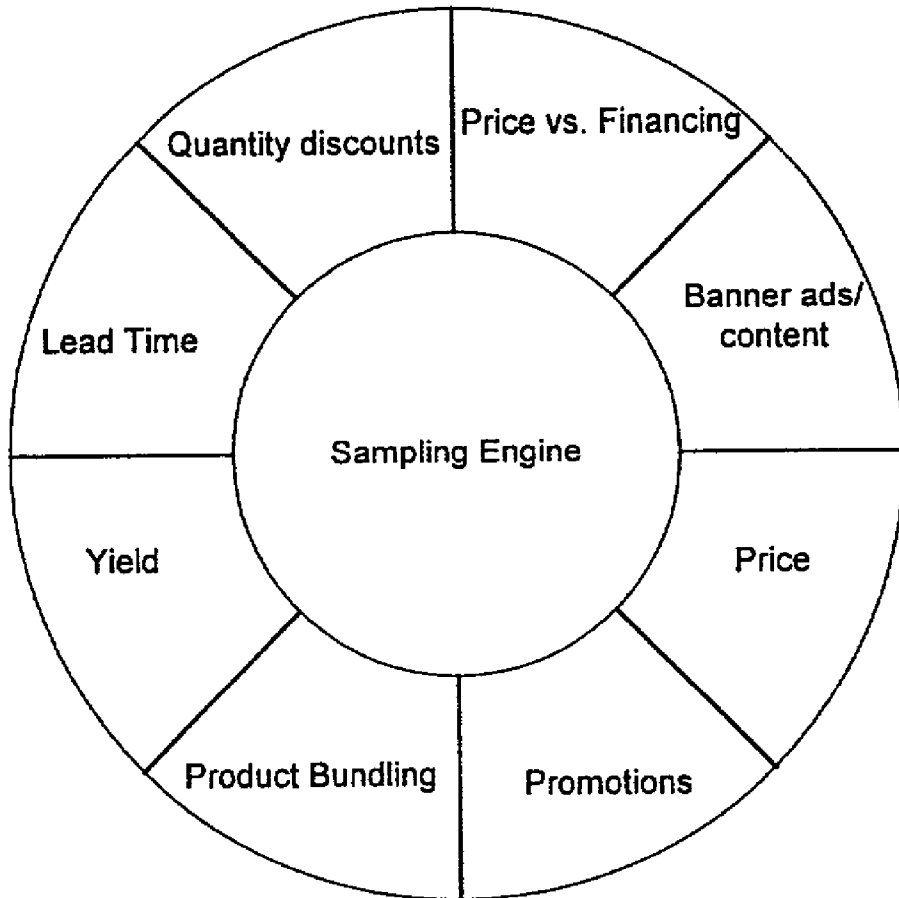 Quantity discounts
Price vs. Financing
Banner ads/
content
Lead Time
Sampling Engine
Yield
Price
Product Bundling
Promotions